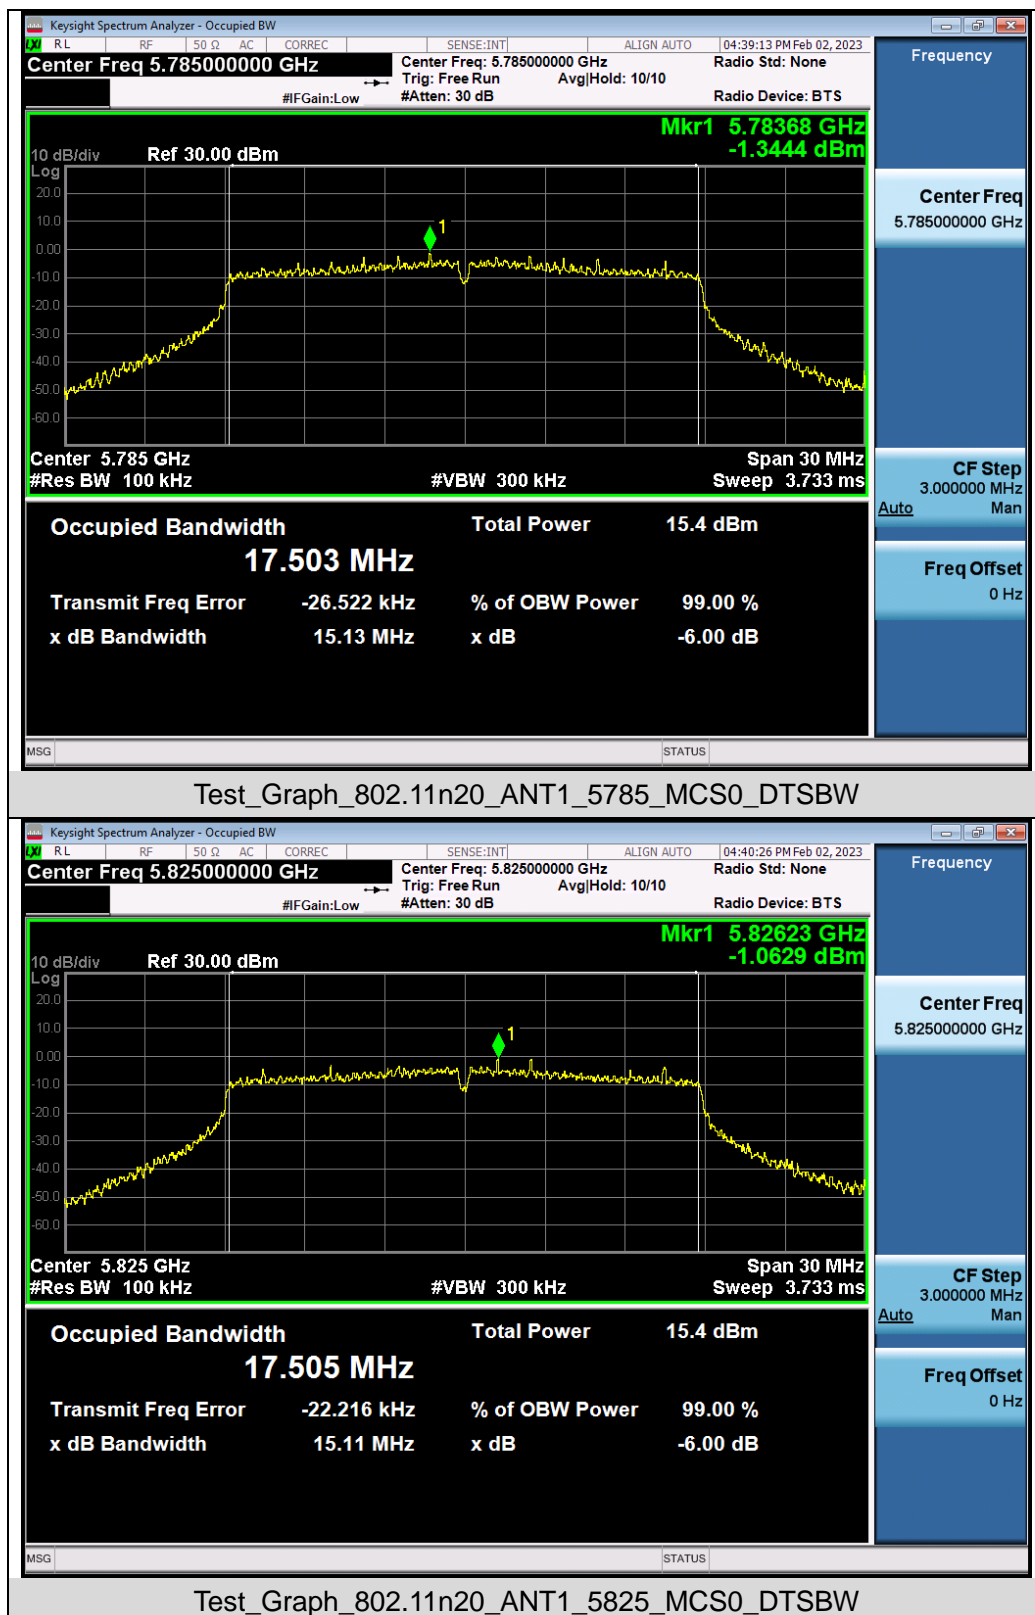 Keysight Spectrum Analyzer - Occupied BW
LXI RL RF 50 Ω AC CORREC SENSE:INT ALIGN AUTO 04:39:13 PM Feb 02, 2023
Center Freq 5.785000000 GHz
Center Freq: 5.785000000 GHz Radio Std: None
Trig: Free Run Avg|Hold: 10/10
#IFGain:Low #Atten: 30 dB Radio Device: BTS
Frequency
Mkr1 5.78368 GHz
-1.3444 dBm
10 dB/div Ref 30.00 dBm
Log
20.0
10.0
0.00
-10.0
-20.0
-30.0
-40.0
-50.0
-60.0
1
Center 5.785 GHz Span 30 MHz
#Res BW 100 kHz #VBW 300 kHz Sweep 3.733 ms
Center Freq
5.785000000 GHz
CF Step
3.000000 MHz
Auto Man
Freq Offset
0 Hz
Occupied Bandwidth Total Power 15.4 dBm
17.503 MHz
Transmit Freq Error -26.522 kHz % of OBW Power 99.00 %
x dB Bandwidth 15.13 MHz x dB -6.00 dB
MSG STATUS
Test_Graph_802.11n20_ANT1_5785_MCS0_DTSBW
Keysight Spectrum Analyzer - Occupied BW
LXI RL RF 50 Ω AC CORREC SENSE:INT ALIGN AUTO 04:40:26 PM Feb 02, 2023
Center Freq 5.825000000 GHz
Center Freq: 5.825000000 GHz Radio Std: None
Trig: Free Run Avg|Hold: 10/10
#IFGain:Low #Atten: 30 dB Radio Device: BTS
Frequency
Mkr1 5.82623 GHz
-1.0629 dBm
10 dB/div Ref 30.00 dBm
Log
20.0
10.0
0.00
-10.0
-20.0
-30.0
-40.0
-50.0
-60.0
1
Center 5.825 GHz Span 30 MHz
#Res BW 100 kHz #VBW 300 kHz Sweep 3.733 ms
Center Freq
5.825000000 GHz
CF Step
3.000000 MHz
Auto Man
Freq Offset
0 Hz
Occupied Bandwidth Total Power 15.4 dBm
17.505 MHz
Transmit Freq Error -22.216 kHz % of OBW Power 99.00 %
x dB Bandwidth 15.11 MHz x dB -6.00 dB
MSG STATUS
Test_Graph_802.11n20_ANT1_5825_MCS0_DTSBW